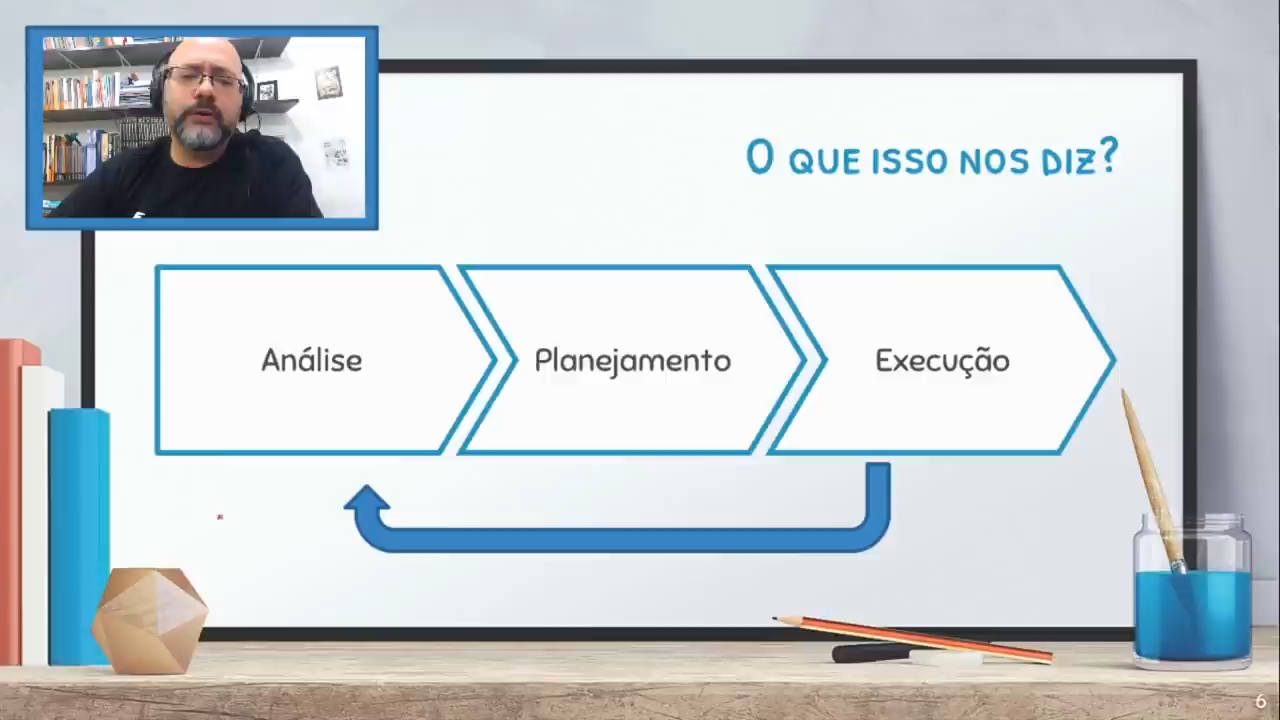 O QUE ISSO NOS DIZ?
Análise
Planejamento
Execução
6